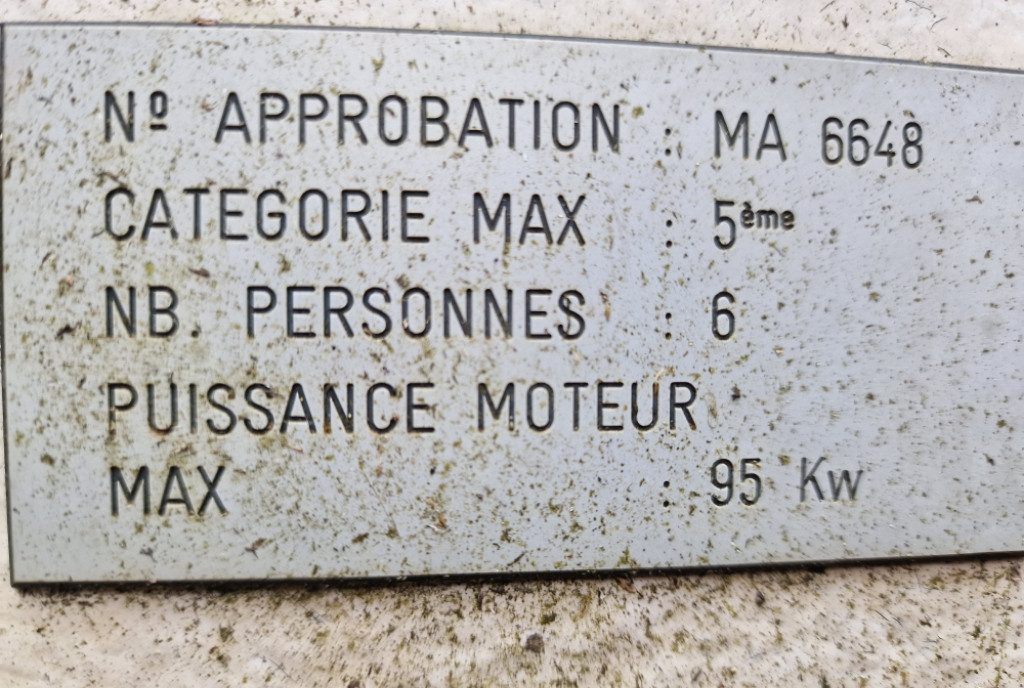 Nº APPROBATION : MA 6648
CATEGORIE MAX : 5ème
NB. PERSONNES : 6
PUISSANCE MOTEUR
MAX : 95 Kw